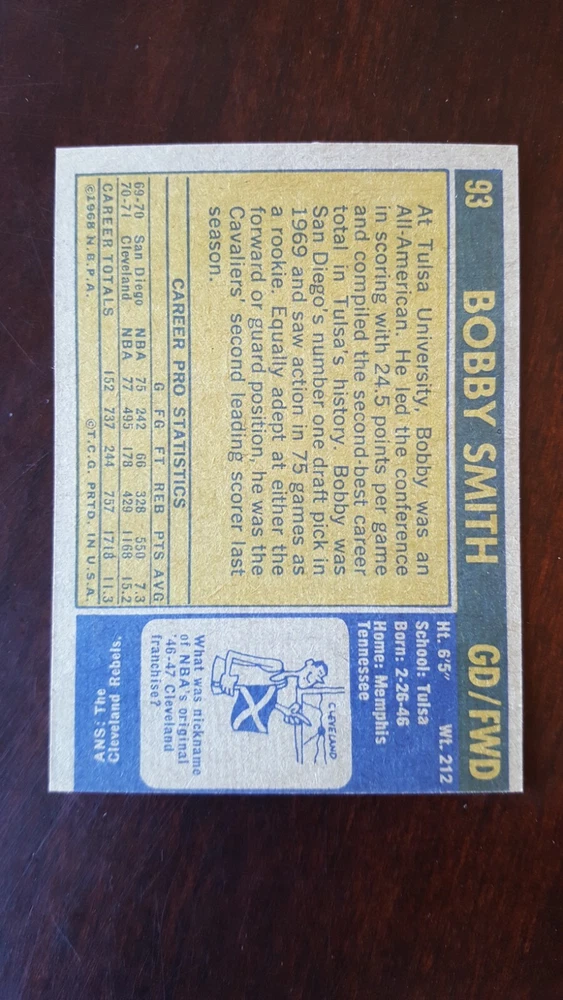 93 BOBBY SMITH GD/FWD
At Tulsa University, Bobby was an
All-American. He led the conference
in scoring with 24.5 points per game
and compiled the second-best career
total in Tulsa's history. Bobby was
San Diego's number one draft pick in
1969 and saw action in 75 games as
a rookie. Equally adept at either the
forward or guard position, he was the
Cavaliers' second leading scorer last
season.
CAREER PRO STATISTICS
G FG FT REB PTS AVG
69-70 San Diego NBA 75 242 66 328 550 7.3
70-71 Cleveland NBA 77 495 178 429 1168 15.2
CAREER TOTALS 152 737 244 757 1718 11.3
©1968 N.B.P.A. ©T.C.G. PRTD. IN U.S.A.
Ht. 6'5" Wt. 212
School: Tulsa
Born: 2-26-46
Home: Memphis
Tennessee
CLEVELAND
What was nickname
of NBA's original
'46-47 Cleveland
franchise?
ANS: The
Cleveland Rebels.